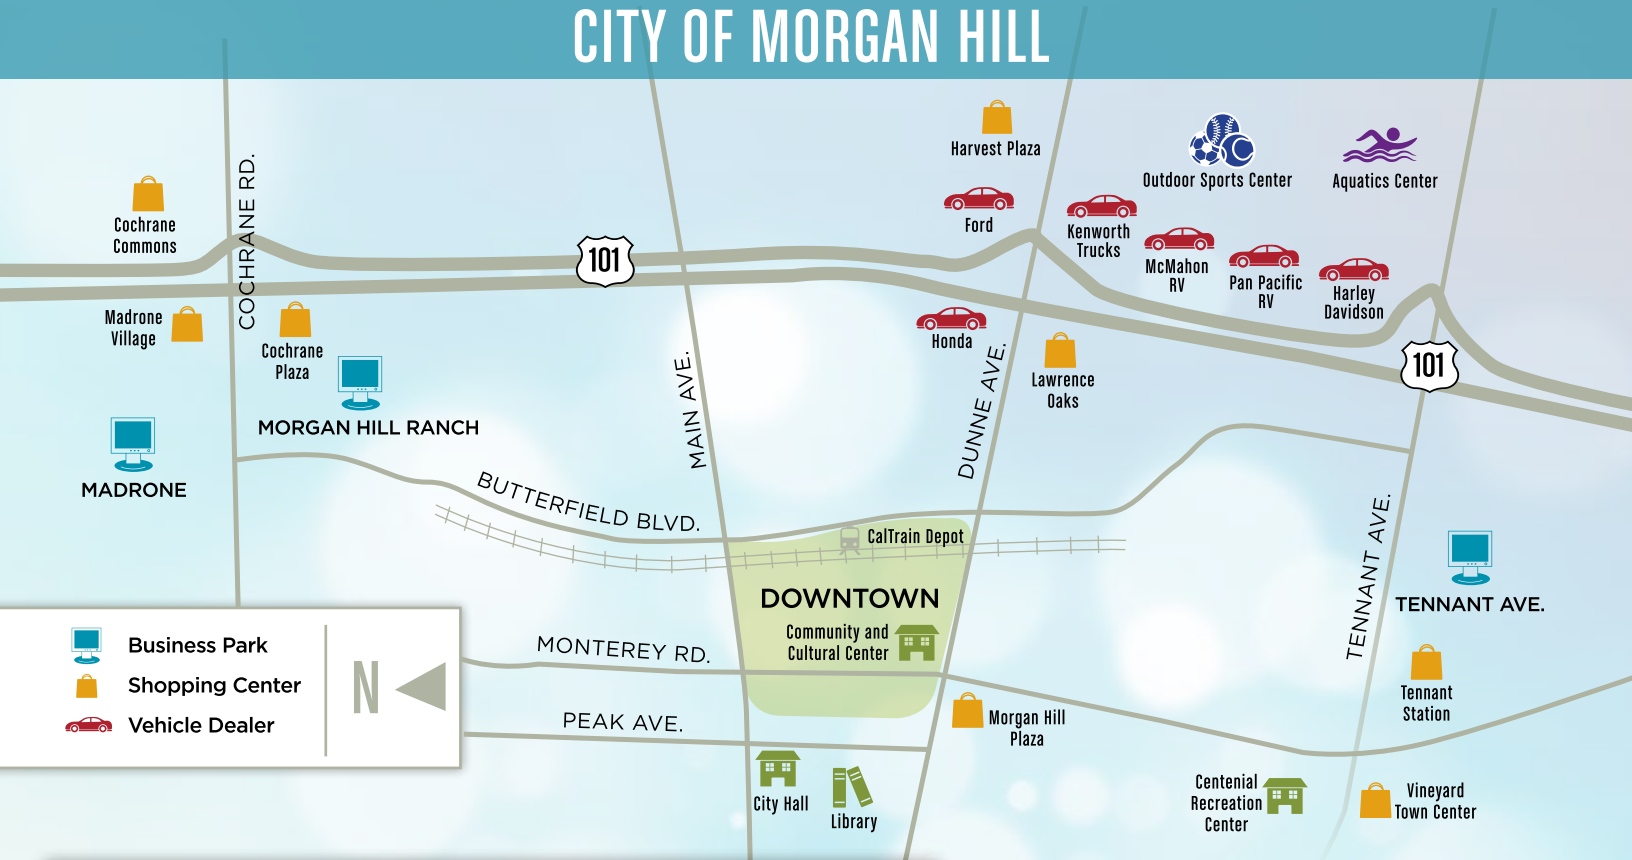 CITY OF MORGAN HILL
Harvest Plaza
Outdoor Sports Center
Aquatics Center
Cochrane
Commons
COCHRANE RD.
101
Ford
Kenworth
Trucks
McMahon
RV
Pan Pacific
RV
Harley
Davidson
Madrone
Village
Cochrane
Plaza
Honda
Lawrence
Oaks
101
MORGAN HILL RANCH
MADRONE
MAIN AVE.
DUNNE AVE.
BUTTERFIELD BLVD.
CalTrain Depot
TENNANT AVE.
TENNANT AVE.
DOWNTOWN
Community and
Cultural Center
MONTEREY RD.
PEAK AVE.
Morgan Hill
Plaza
Tennant
Station
Business Park
Shopping Center
Vehicle Dealer
N
City Hall
Library
Centenial
Recreation
Center
Vineyard
Town Center